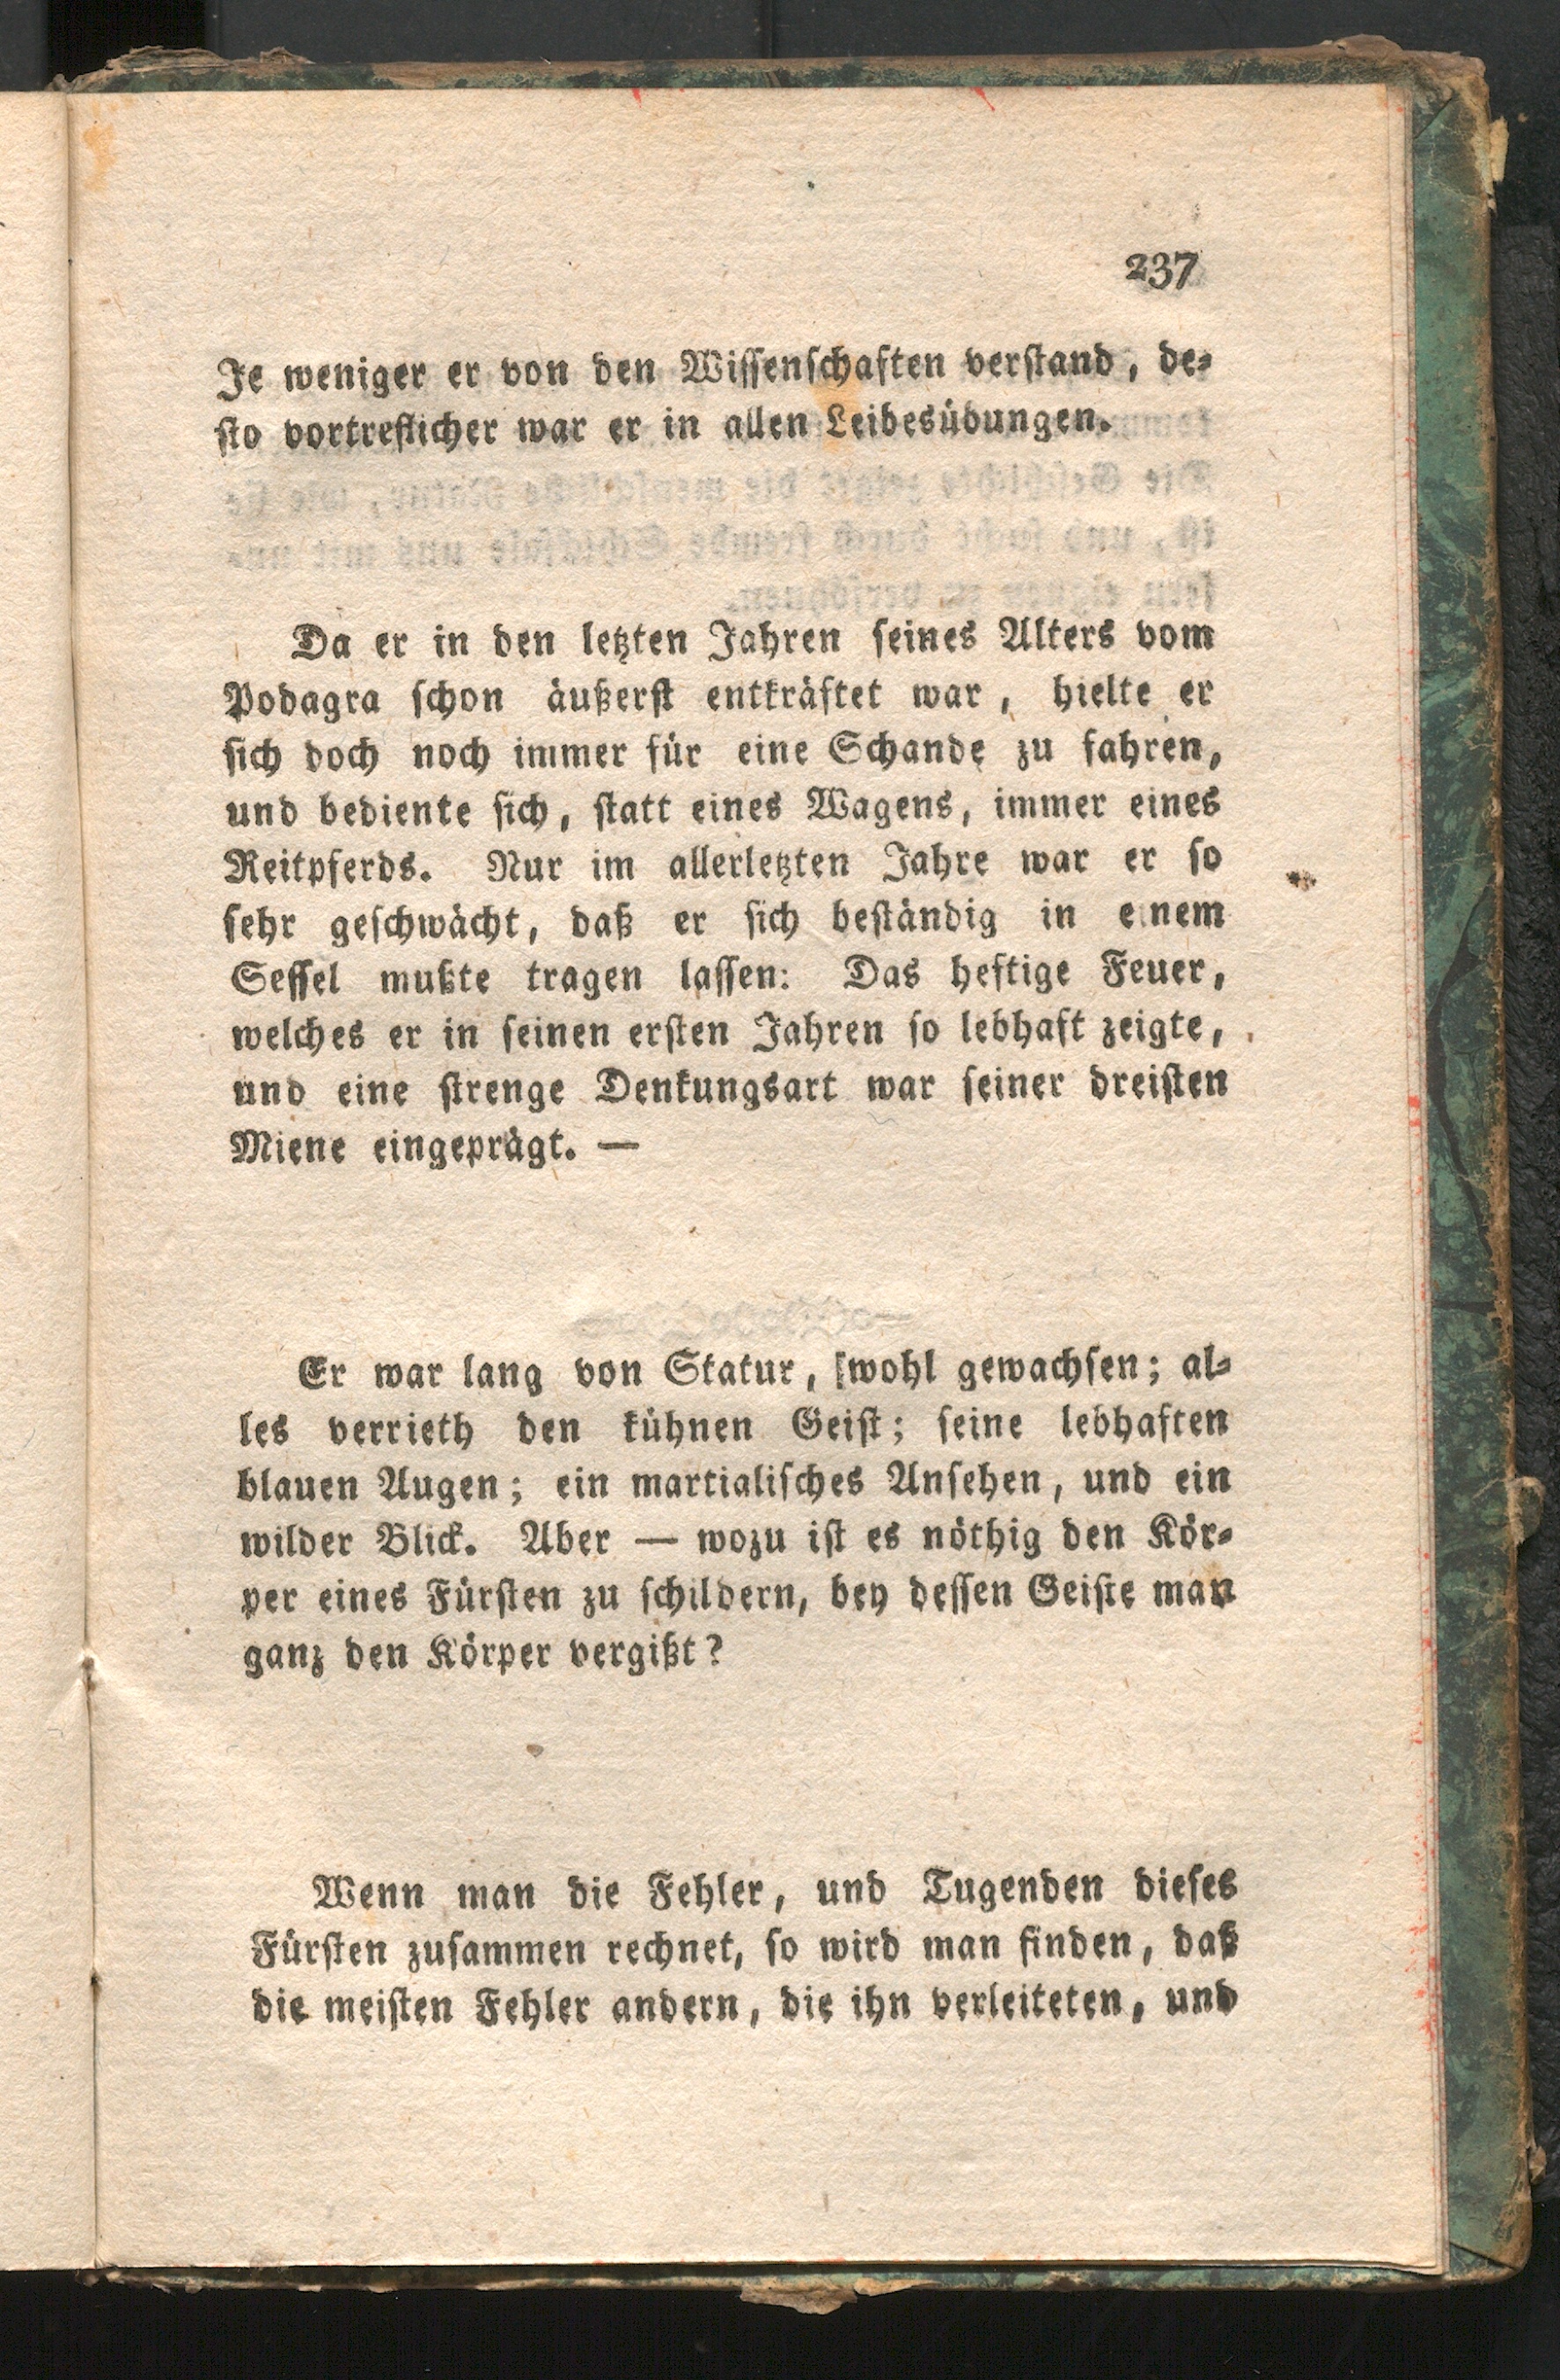 237
Je weniger er von den Wissenschaften verstand, de-
sto vortreflicher war er in allen Leibesübungen.
Da er in den letzten Jahren seines Alters vom
Podagra schon äußerst entkräftet war, hielte er
sich doch noch immer für eine Schande zu fahren,
und bediente sich, statt eines Wagens, immer eines
Reitpferds. Nur im allerletzten Jahre war er so
sehr geschwächt, daß er sich beständig in einem
Sessel mußte tragen lassen: Das heftige Feuer,
welches er in seinen ersten Jahren so lebhaft zeigte,
und eine strenge Denkungsart war seiner dreisten
Miene eingeprägt. —
Er war lang von Statur, wohl gewachsen; al-
les verrieth den kühnen Geist; seine lebhaften
blauen Augen; ein martialisches Ansehen, und ein
wilder Blick. Aber — wozu ist es nöthig den Kör-
per eines Fürsten zu schildern, bey dessen Geiste man
ganz den Körper vergißt?
Wenn man die Fehler, und Tugenden dieses
Fürsten zusammen rechnet, so wird man finden, daß
die meisten Fehler andern, die ihn verleiteten, und